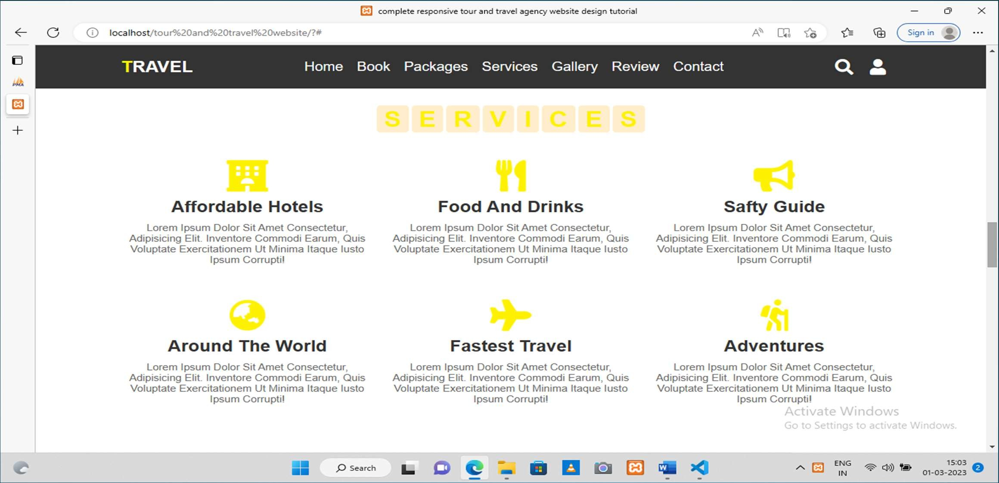 complete responsive tour and travel agency website design tutorial
localhost/tour%20and%20travel%20website/?#
Sign in
PMA
TRAVEL
Home Book Packages Services Gallery Review Contact
SERVICES
Affordable Hotels
Lorem Ipsum Dolor Sit Amet Consectetur,
Adipisicing Elit. Inventore Commodi Earum, Quis
Voluptate Exercitationem Ut Minima Itaque Iusto
Ipsum Corrupti!
Food And Drinks
Lorem Ipsum Dolor Sit Amet Consectetur,
Adipisicing Elit. Inventore Commodi Earum, Quis
Voluptate Exercitationem Ut Minima Itaque Iusto
Ipsum Corrupti!
Safty Guide
Lorem Ipsum Dolor Sit Amet Consectetur,
Adipisicing Elit. Inventore Commodi Earum, Quis
Voluptate Exercitationem Ut Minima Itaque Iusto
Ipsum Corrupti!
Around The World
Lorem Ipsum Dolor Sit Amet Consectetur,
Adipisicing Elit. Inventore Commodi Earum, Quis
Voluptate Exercitationem Ut Minima Itaque Iusto
Ipsum Corrupti!
Fastest Travel
Lorem Ipsum Dolor Sit Amet Consectetur,
Adipisicing Elit. Inventore Commodi Earum, Quis
Voluptate Exercitationem Ut Minima Itaque Iusto
Ipsum Corrupti!
Adventures
Lorem Ipsum Dolor Sit Amet Consectetur,
Adipisicing Elit. Inventore Commodi Earum, Quis
Voluptate Exercitationem Ut Minima Itaque Iusto
Ipsum Corrupti!
Activate Windows
Go to Settings to activate Windows.
Search
W
ENG
IN
15:03
01-03-2023
2